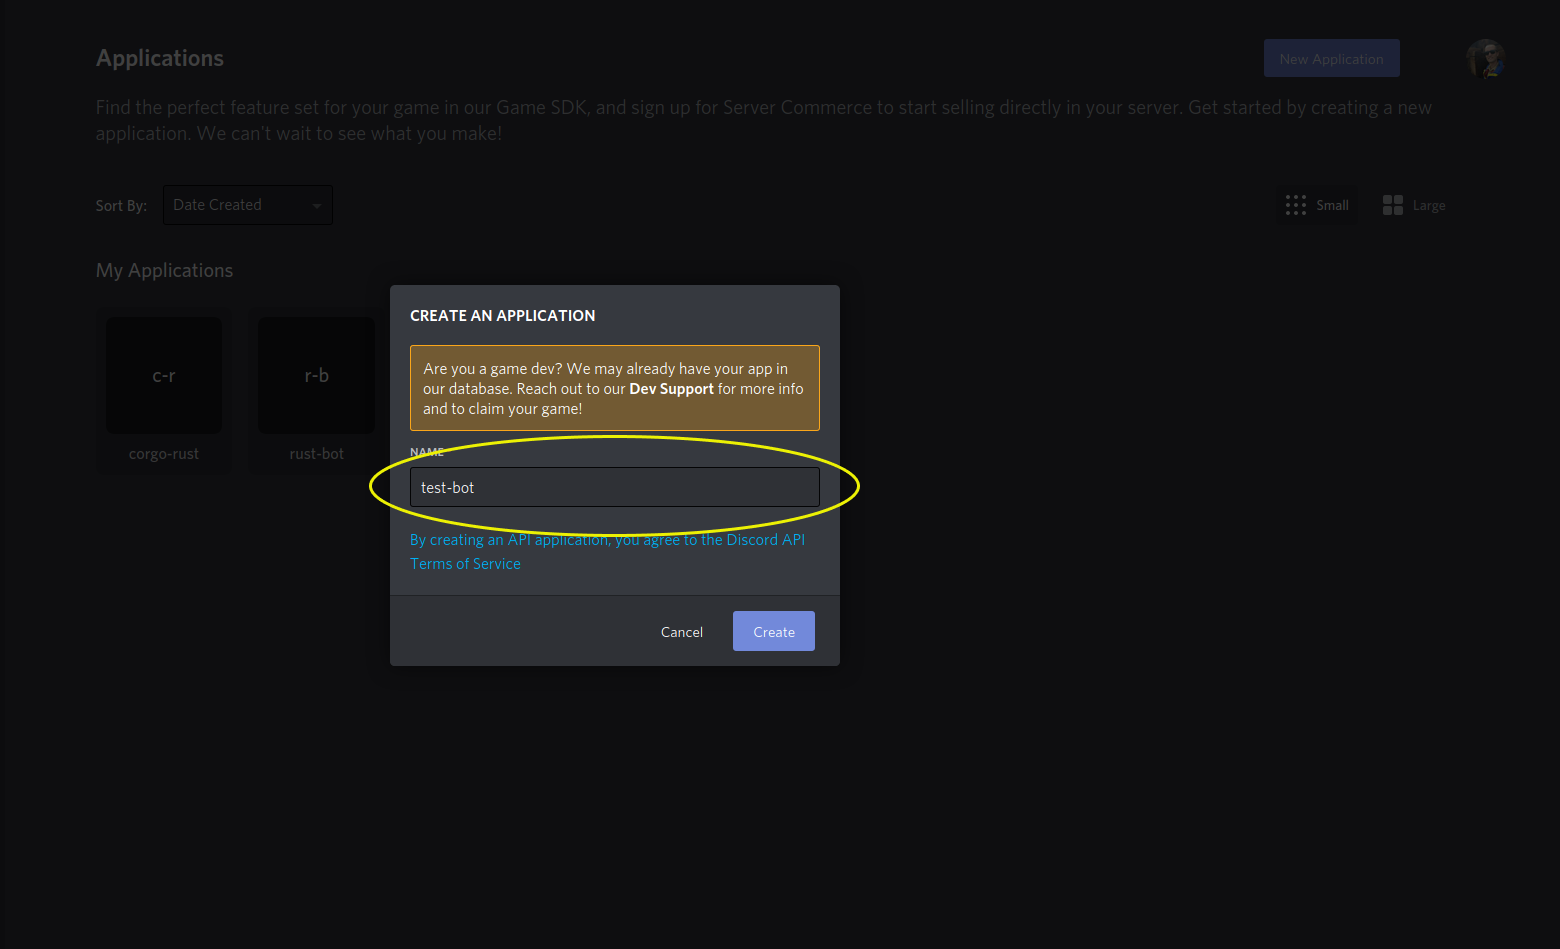 Applications
New Application
Find the perfect feature set for your game in our Game SDK, and sign up for Server Commerce to start selling directly in your server. Get started by creating a new
application. We can't wait to see what you make!
Sort By:
Date Created
Small
Large
My Applications
c-r
r-b
corgo-rust
rust-bot
CREATE AN APPLICATION
Are you a game dev? We may already have your app in
our database. Reach out to our Dev Support for more info
and to claim your game!
NAME
test-bot
By creating an API application, you agree to the Discord API
Terms of Service
Cancel
Create